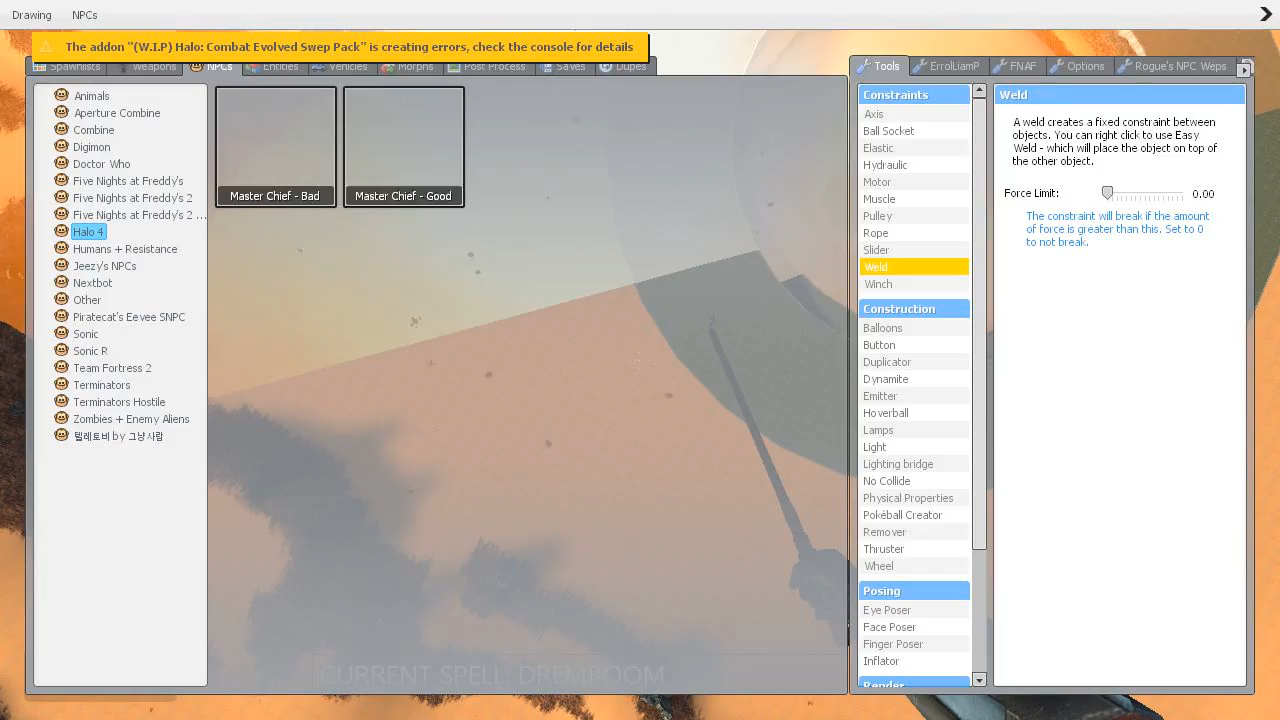 Drawing NPCs
The addon "(W.I.P) Halo: Combat Evolved Swep Pack" is creating errors, check the console for details
Spawnlists Weapons NPCs Entities Vehicles Morphs Post Process Saves Dupes
Animals
Aperture Combine
Combine
Digimon
Doctor Who
Five Nights at Freddy's
Five Nights at Freddy's 2
Five Nights at Freddy's 2 ...
Halo 4
Humans + Resistance
Jeezy's NPCs
Nextbot
Other
Piratecat's Eevee SNPC
Sonic
Sonic R
Team Fortress 2
Terminators
Terminators Hostile
Zombies + Enemy Aliens
텔레토비 by 그냥사람
Master Chief - Bad
Master Chief - Good
CURRENT SPELL: DREMBOOM
Tools ErrolLiamP FNAF Options Rogue's NPC Weps
Constraints
Axis
Ball Socket
Elastic
Hydraulic
Motor
Muscle
Pulley
Rope
Slider
Weld
Winch
Construction
Balloons
Button
Duplicator
Dynamite
Emitter
Hoverball
Lamps
Light
Lighting bridge
No Collide
Physical Properties
Pokéball Creator
Remover
Thruster
Wheel
Posing
Eye Poser
Face Poser
Finger Poser
Inflator
Render
Weld
A weld creates a fixed constraint between
objects. You can right click to use Easy
Weld - which will place the object on top of
the other object.
Force Limit: 0.00
The constraint will break if the amount
of force is greater than this. Set to 0
to not break.